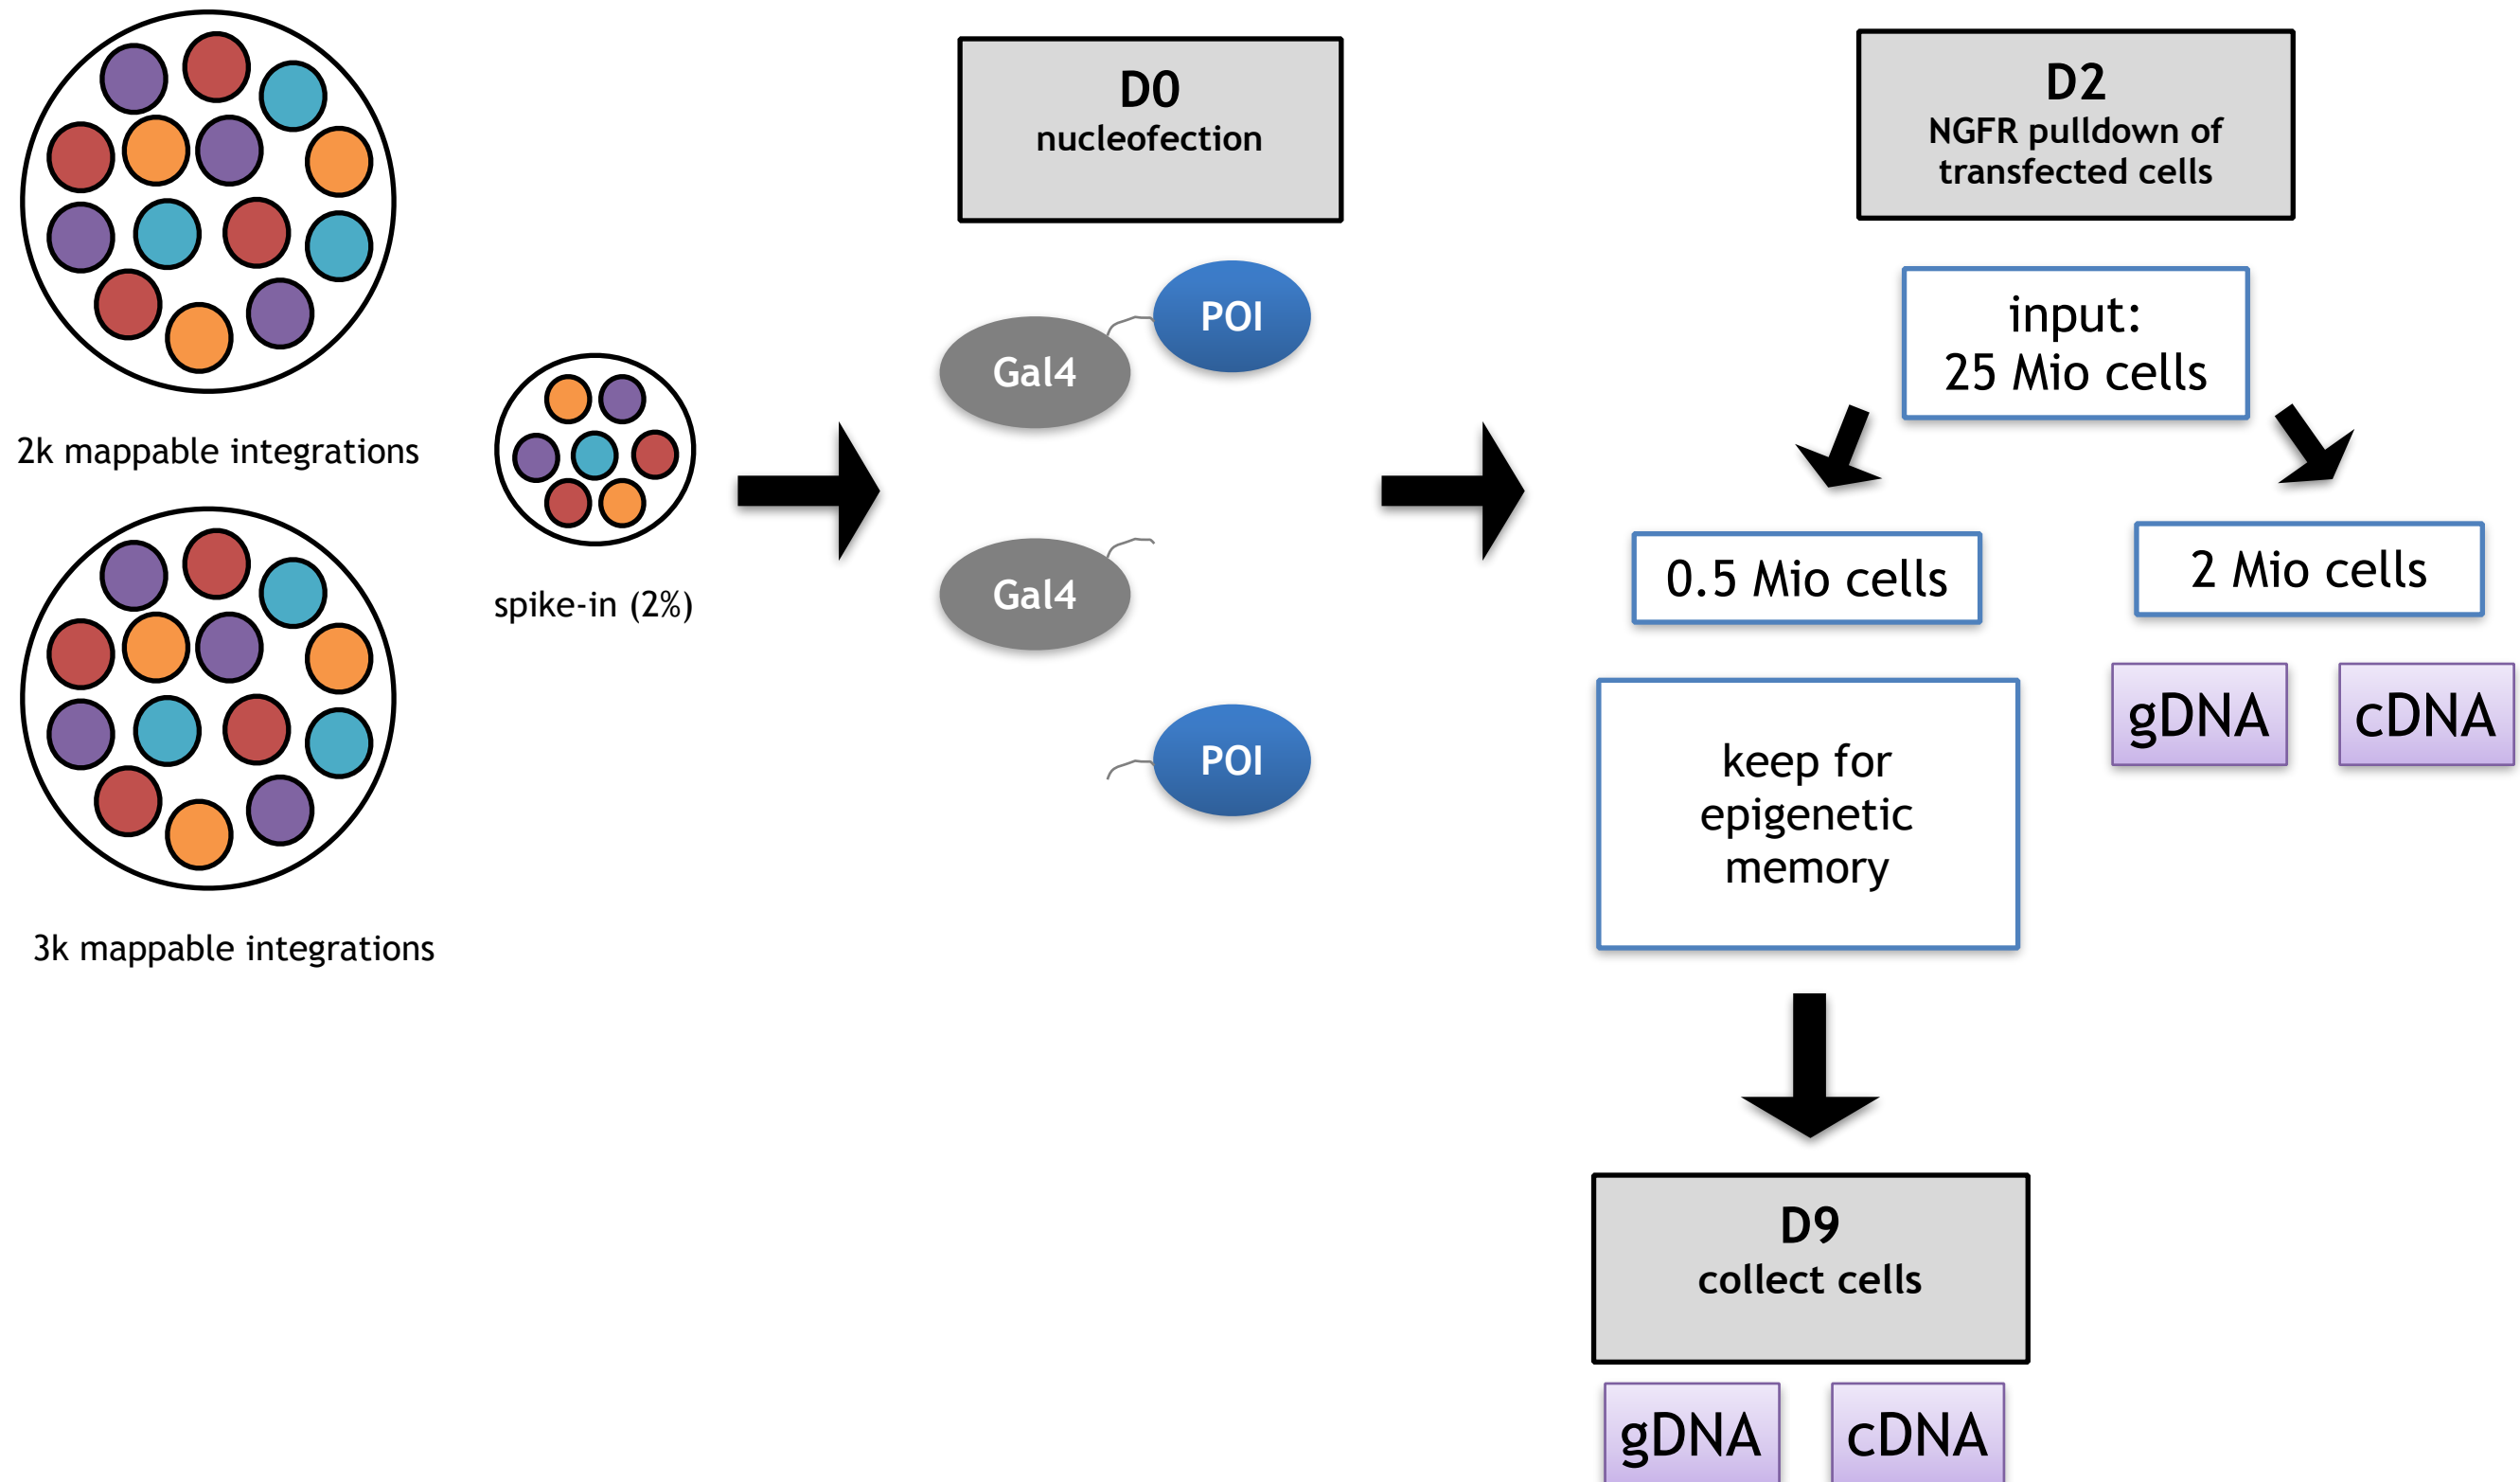 2k mappable integrations
3k mappable integrations
spike-in (2%)
D0
nucleofection
POI
Gal4
Gal4
POI
D2
NGFR pulldown of
transfected cells
input:
25 Mio cells
0.5 Mio cells
2 Mio cells
gDNA
cDNA
keep for
epigenetic
memory
D9
collect cells
gDNA
cDNA